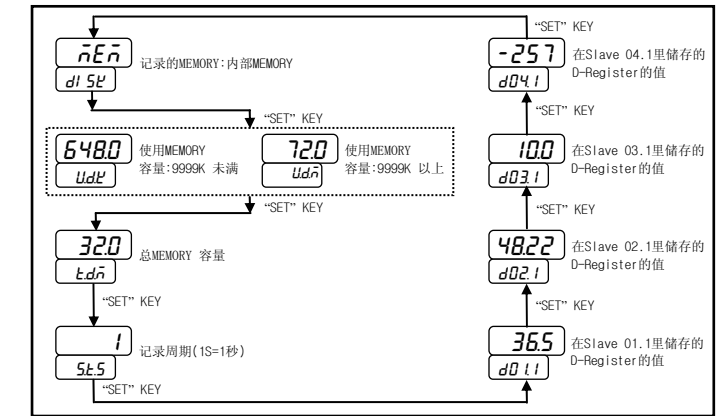 "SET" KEY
mEm
dISK
记录的MEMORY:内部MEMORY
"SET" KEY
648.0
U.d.K
使用MEMORY
容量:9999K 未满
72.0
U.d.m
使用MEMORY
容量:9999K 以上
"SET" KEY
32.0
t.d.m
总MEMORY 容量
"SET" KEY
1
S.t.S
记录周期(1S=1秒)
"SET" KEY
-257
d04.1
在Slave 04.1里储存的
D-Register的值
"SET" KEY
10.0
d03.1
在Slave 03.1里储存的
D-Register的值
"SET" KEY
48.22
d02.1
在Slave 02.1里储存的
D-Register的值
"SET" KEY
36.5
d01.1
在Slave 01.1里储存的
D-Register的值